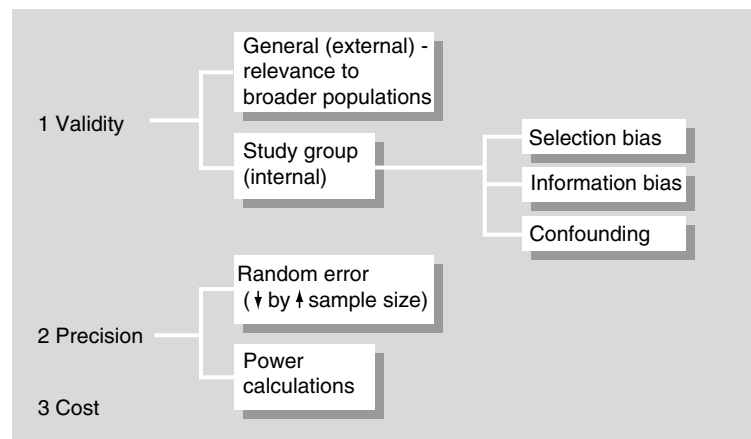 General (external) -
relevance to
broader populations
1 Validity
Study group
(internal)
Selection bias
Information bias
Confounding
Random error
(↓ by ↑ sample size)
2 Precision
Power
calculations
3 Cost